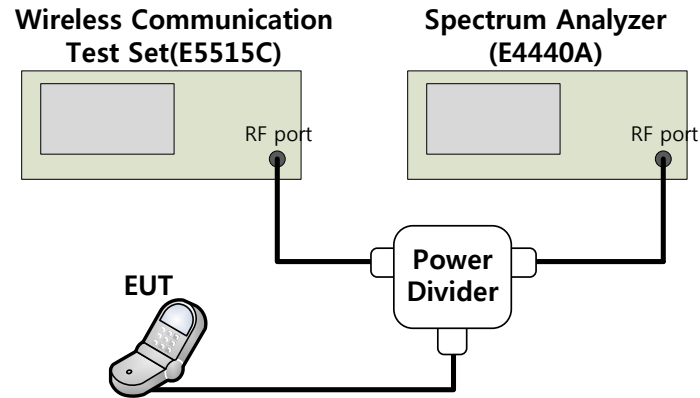 Wireless Communication
Test Set(E5515C)
Spectrum Analyzer
(E4440A)
RF port
RF port
Power
Divider
EUT